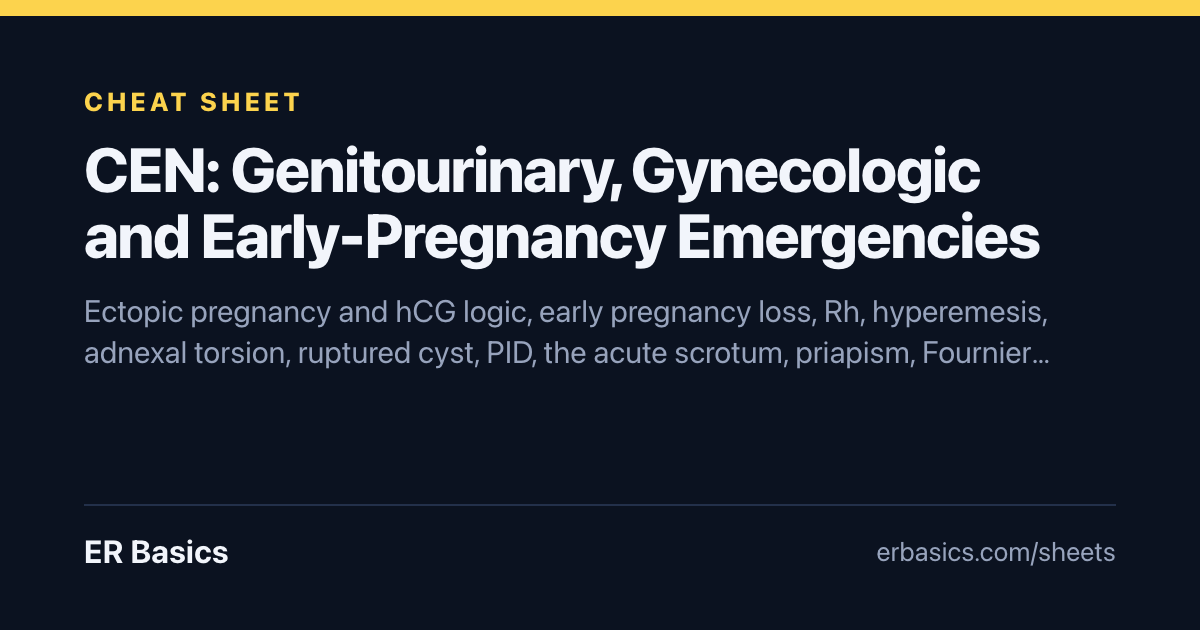 CHEAT SHEET
CEN: Genitourinary, Gynecologic
and Early-Pregnancy Emergencies
Ectopic pregnancy and hCG logic, early pregnancy loss, Rh, hyperemesis,
adnexal torsion, ruptured cyst, PID, the acute scrotum, priapism, Fournier…
ER Basics
erbasics.com/sheets